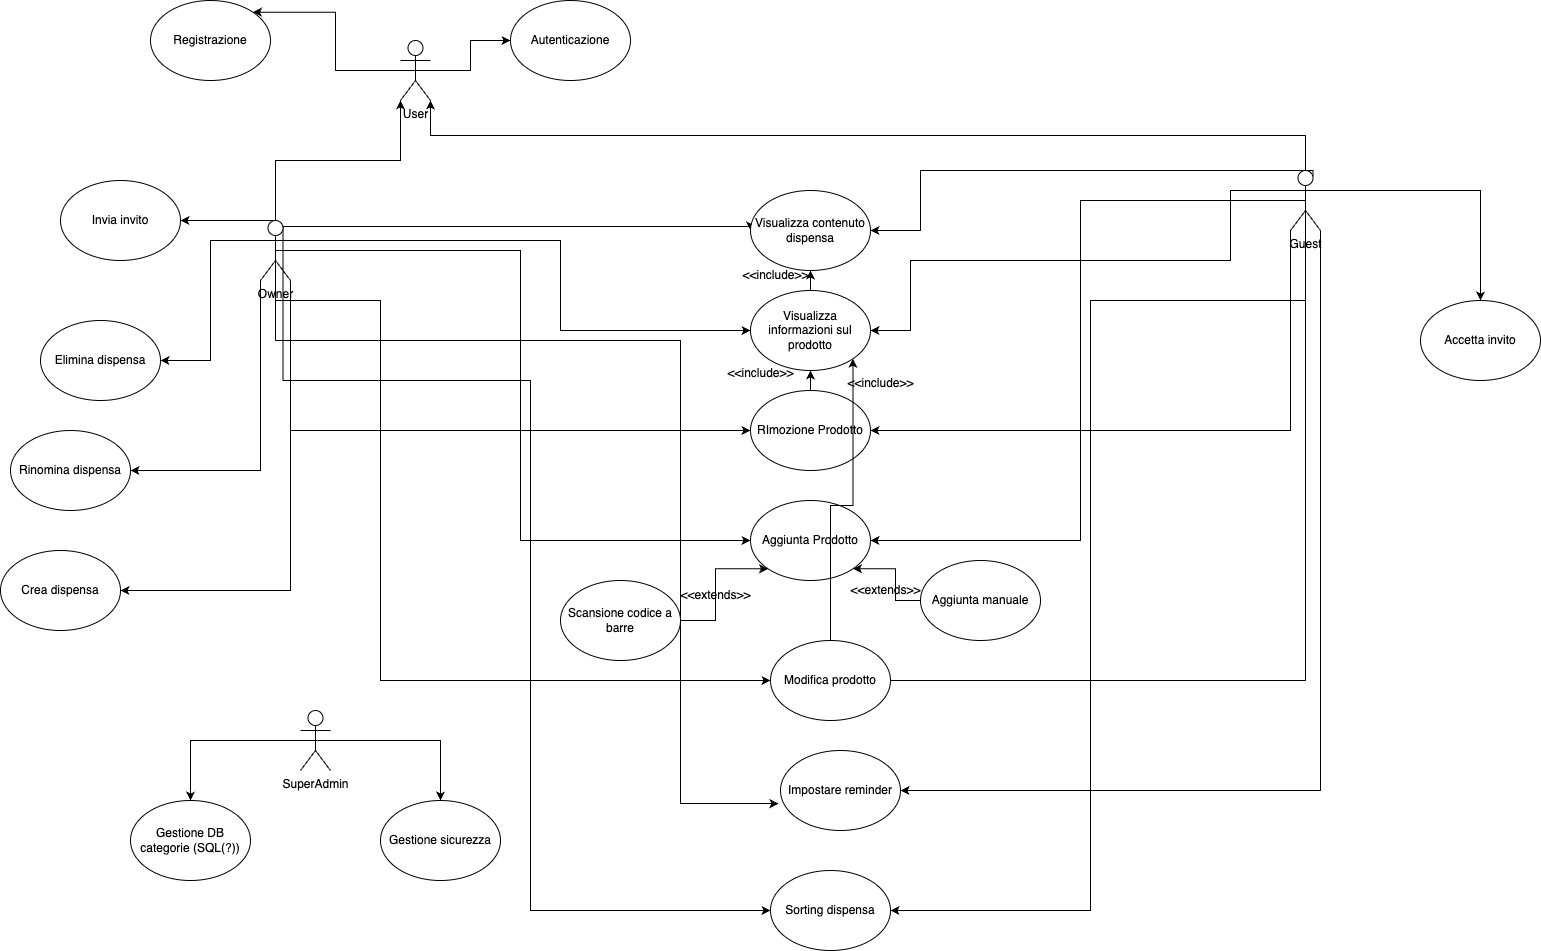 Registrazione
Autenticazione
User
Invia invito
Visualizza contenuto
dispensa
Guest
<<include>>
Owner
Visualizza
informazioni sul
prodotto
Elimina dispensa
Accetta invito
<<include>>
<<include>>
RImozione Prodotto
Rinomina dispensa
Aggiunta Prodotto
Crea dispensa
<<extends>>
<<extends>>
Scansione codice a
barre
Aggiunta manuale
Modifica prodotto
SuperAdmin
Impostare reminder
Gestione DB
categorie (SQL(?))
Gestione sicurezza
Sorting dispensa